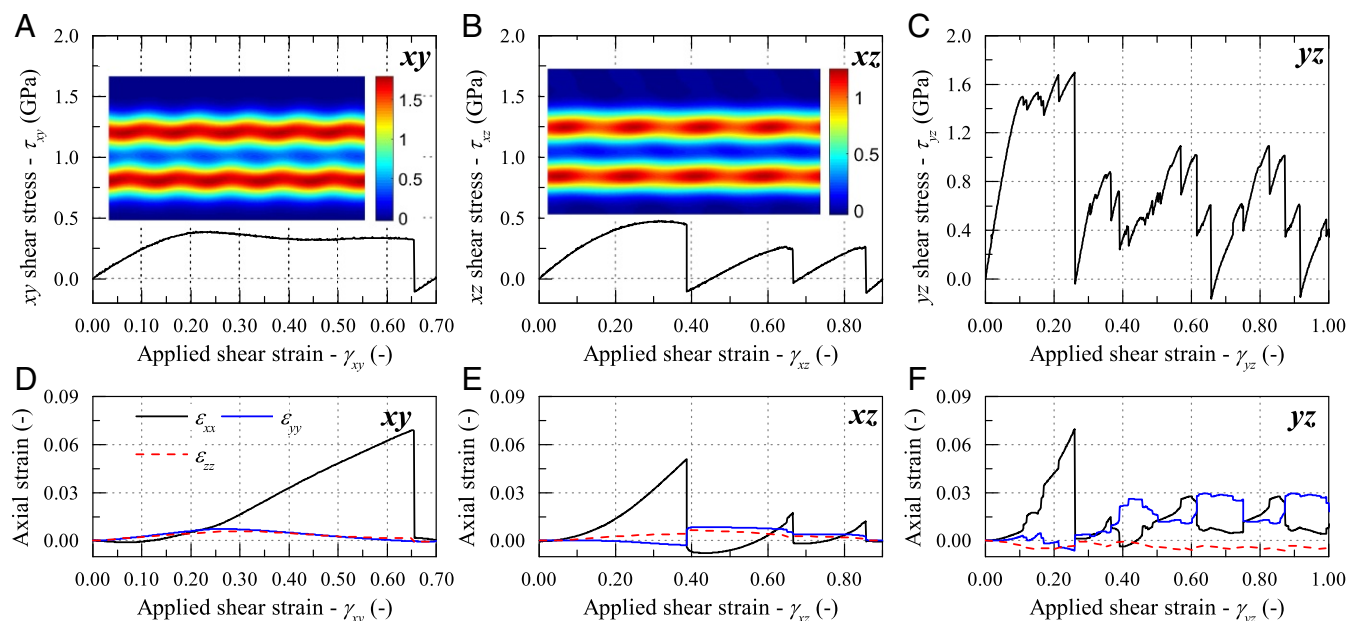 A
xy
2.0
1.5
1.0
0.5
0.0
xy shear stress - τxy (GPa)
1.5
1
0.5
0
0.00 0.10 0.20 0.30 0.40 0.50 0.60 0.70
Applied shear strain - γxy (-)
B
xz
2.0
1.5
1.0
0.5
0.0
xz shear stress - τxz (GPa)
1
0.5
0
0.00 0.20 0.40 0.60 0.80
Applied shear strain - γxz (-)
C
yz
2.0
1.6
1.2
0.8
0.4
0.0
yz shear stress - τyz (GPa)
0.00 0.20 0.40 0.60 0.80 1.00
Applied shear strain - γyz (-)
D
xy
0.09
0.06
0.03
0.00
Axial strain (-)
εxx εyy
εzz
0.00 0.10 0.20 0.30 0.40 0.50 0.60 0.70
Applied shear strain - γxy (-)
E
xz
0.09
0.06
0.03
0.00
Axial strain (-)
0.00 0.20 0.40 0.60 0.80
Applied shear strain - γxz (-)
F
yz
0.09
0.06
0.03
0.00
Axial strain (-)
0.00 0.20 0.40 0.60 0.80 1.00
Applied shear strain - γyz (-)